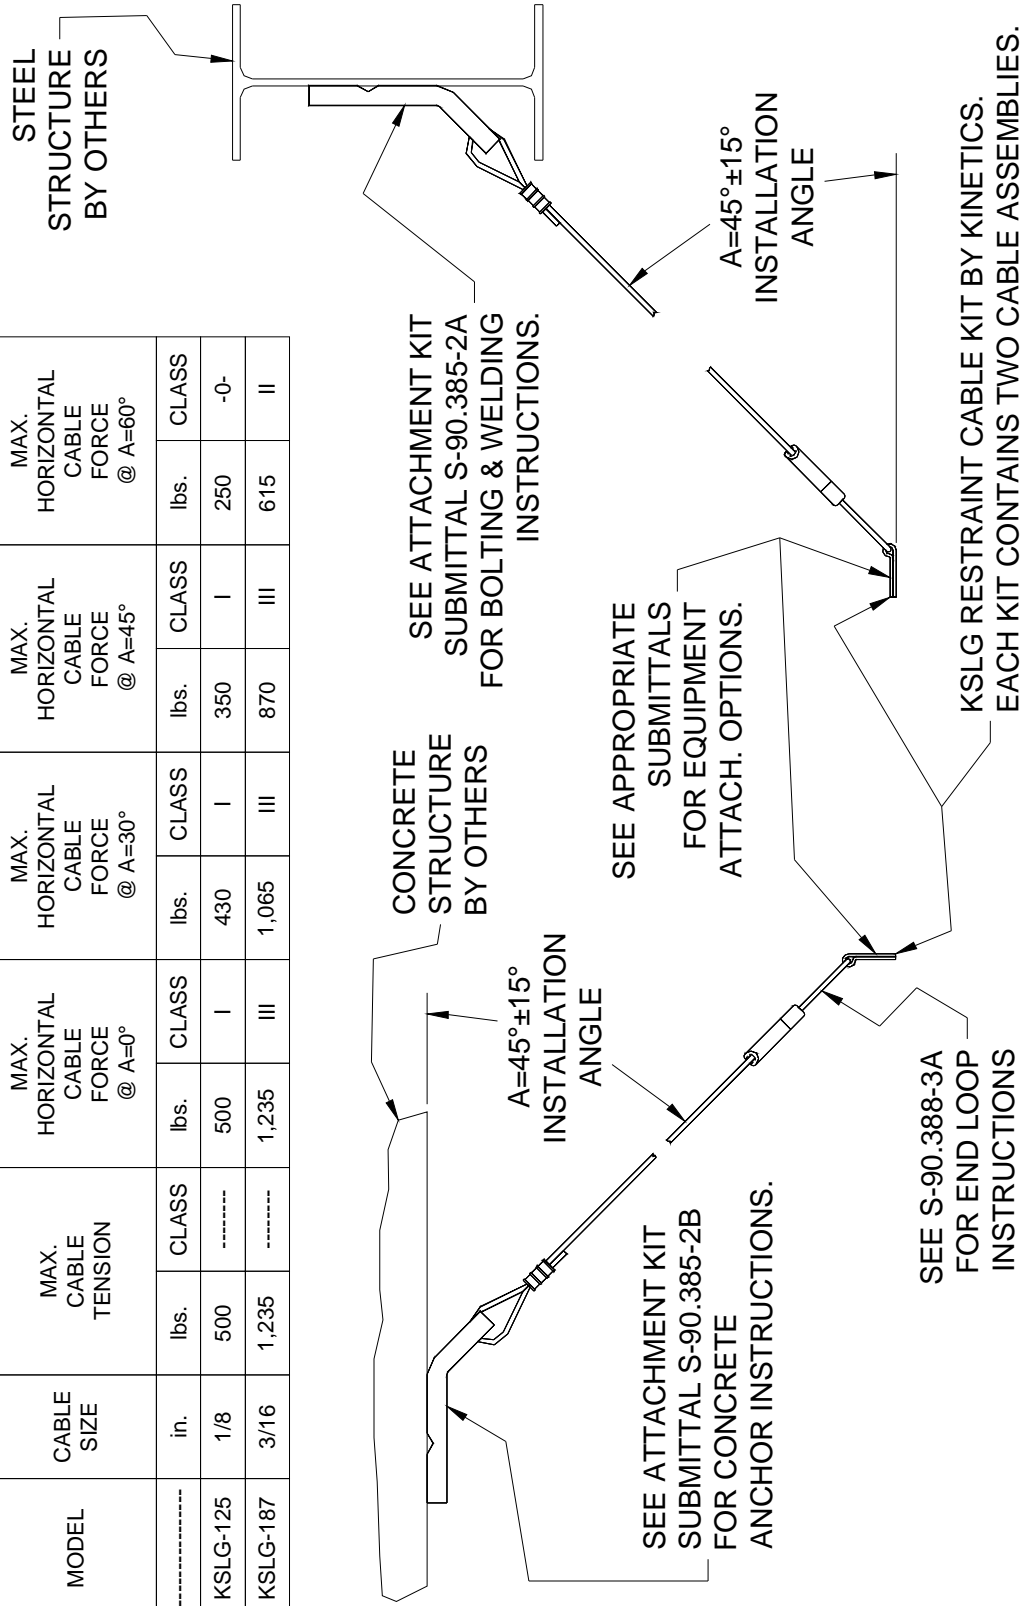 MODEL
CABLE
SIZE
MAX.
CABLE
TENSION
MAX.
HORIZONTAL
CABLE
FORCE
@ A=0°
MAX.
HORIZONTAL
CABLE
FORCE
@ A=30°
MAX.
HORIZONTAL
CABLE
FORCE
@ A=45°
MAX.
HORIZONTAL
CABLE
FORCE
@ A=60°
------------- in. lbs. CLASS lbs. CLASS lbs. CLASS lbs. CLASS lbs. CLASS
KSLG-125 1/8 500 -------- 500 I 430 I 350 I 250 -0-
KSLG-187 3/16 1,235 -------- 1,235 III 1,065 III 870 III 615 II
STEEL
STRUCTURE
BY OTHERS
CONCRETE
STRUCTURE
BY OTHERS
SEE ATTACHMENT KIT
SUBMITTAL S-90.385-2A
FOR BOLTING & WELDING
INSTRUCTIONS.
A=45°±15°
INSTALLATION
ANGLE
A=45°±15°
INSTALLATION
ANGLE
SEE APPROPRIATE
SUBMITTALS
FOR EQUIPMENT
ATTACH. OPTIONS.
SEE ATTACHMENT KIT
SUBMITTAL S-90.385-2B
FOR CONCRETE
ANCHOR INSTRUCTIONS.
SEE S-90.388-3A
FOR END LOOP
INSTRUCTIONS
KSLG RESTRAINT CABLE KIT BY KINETICS.
EACH KIT CONTAINS TWO CABLE ASSEMBLIES.